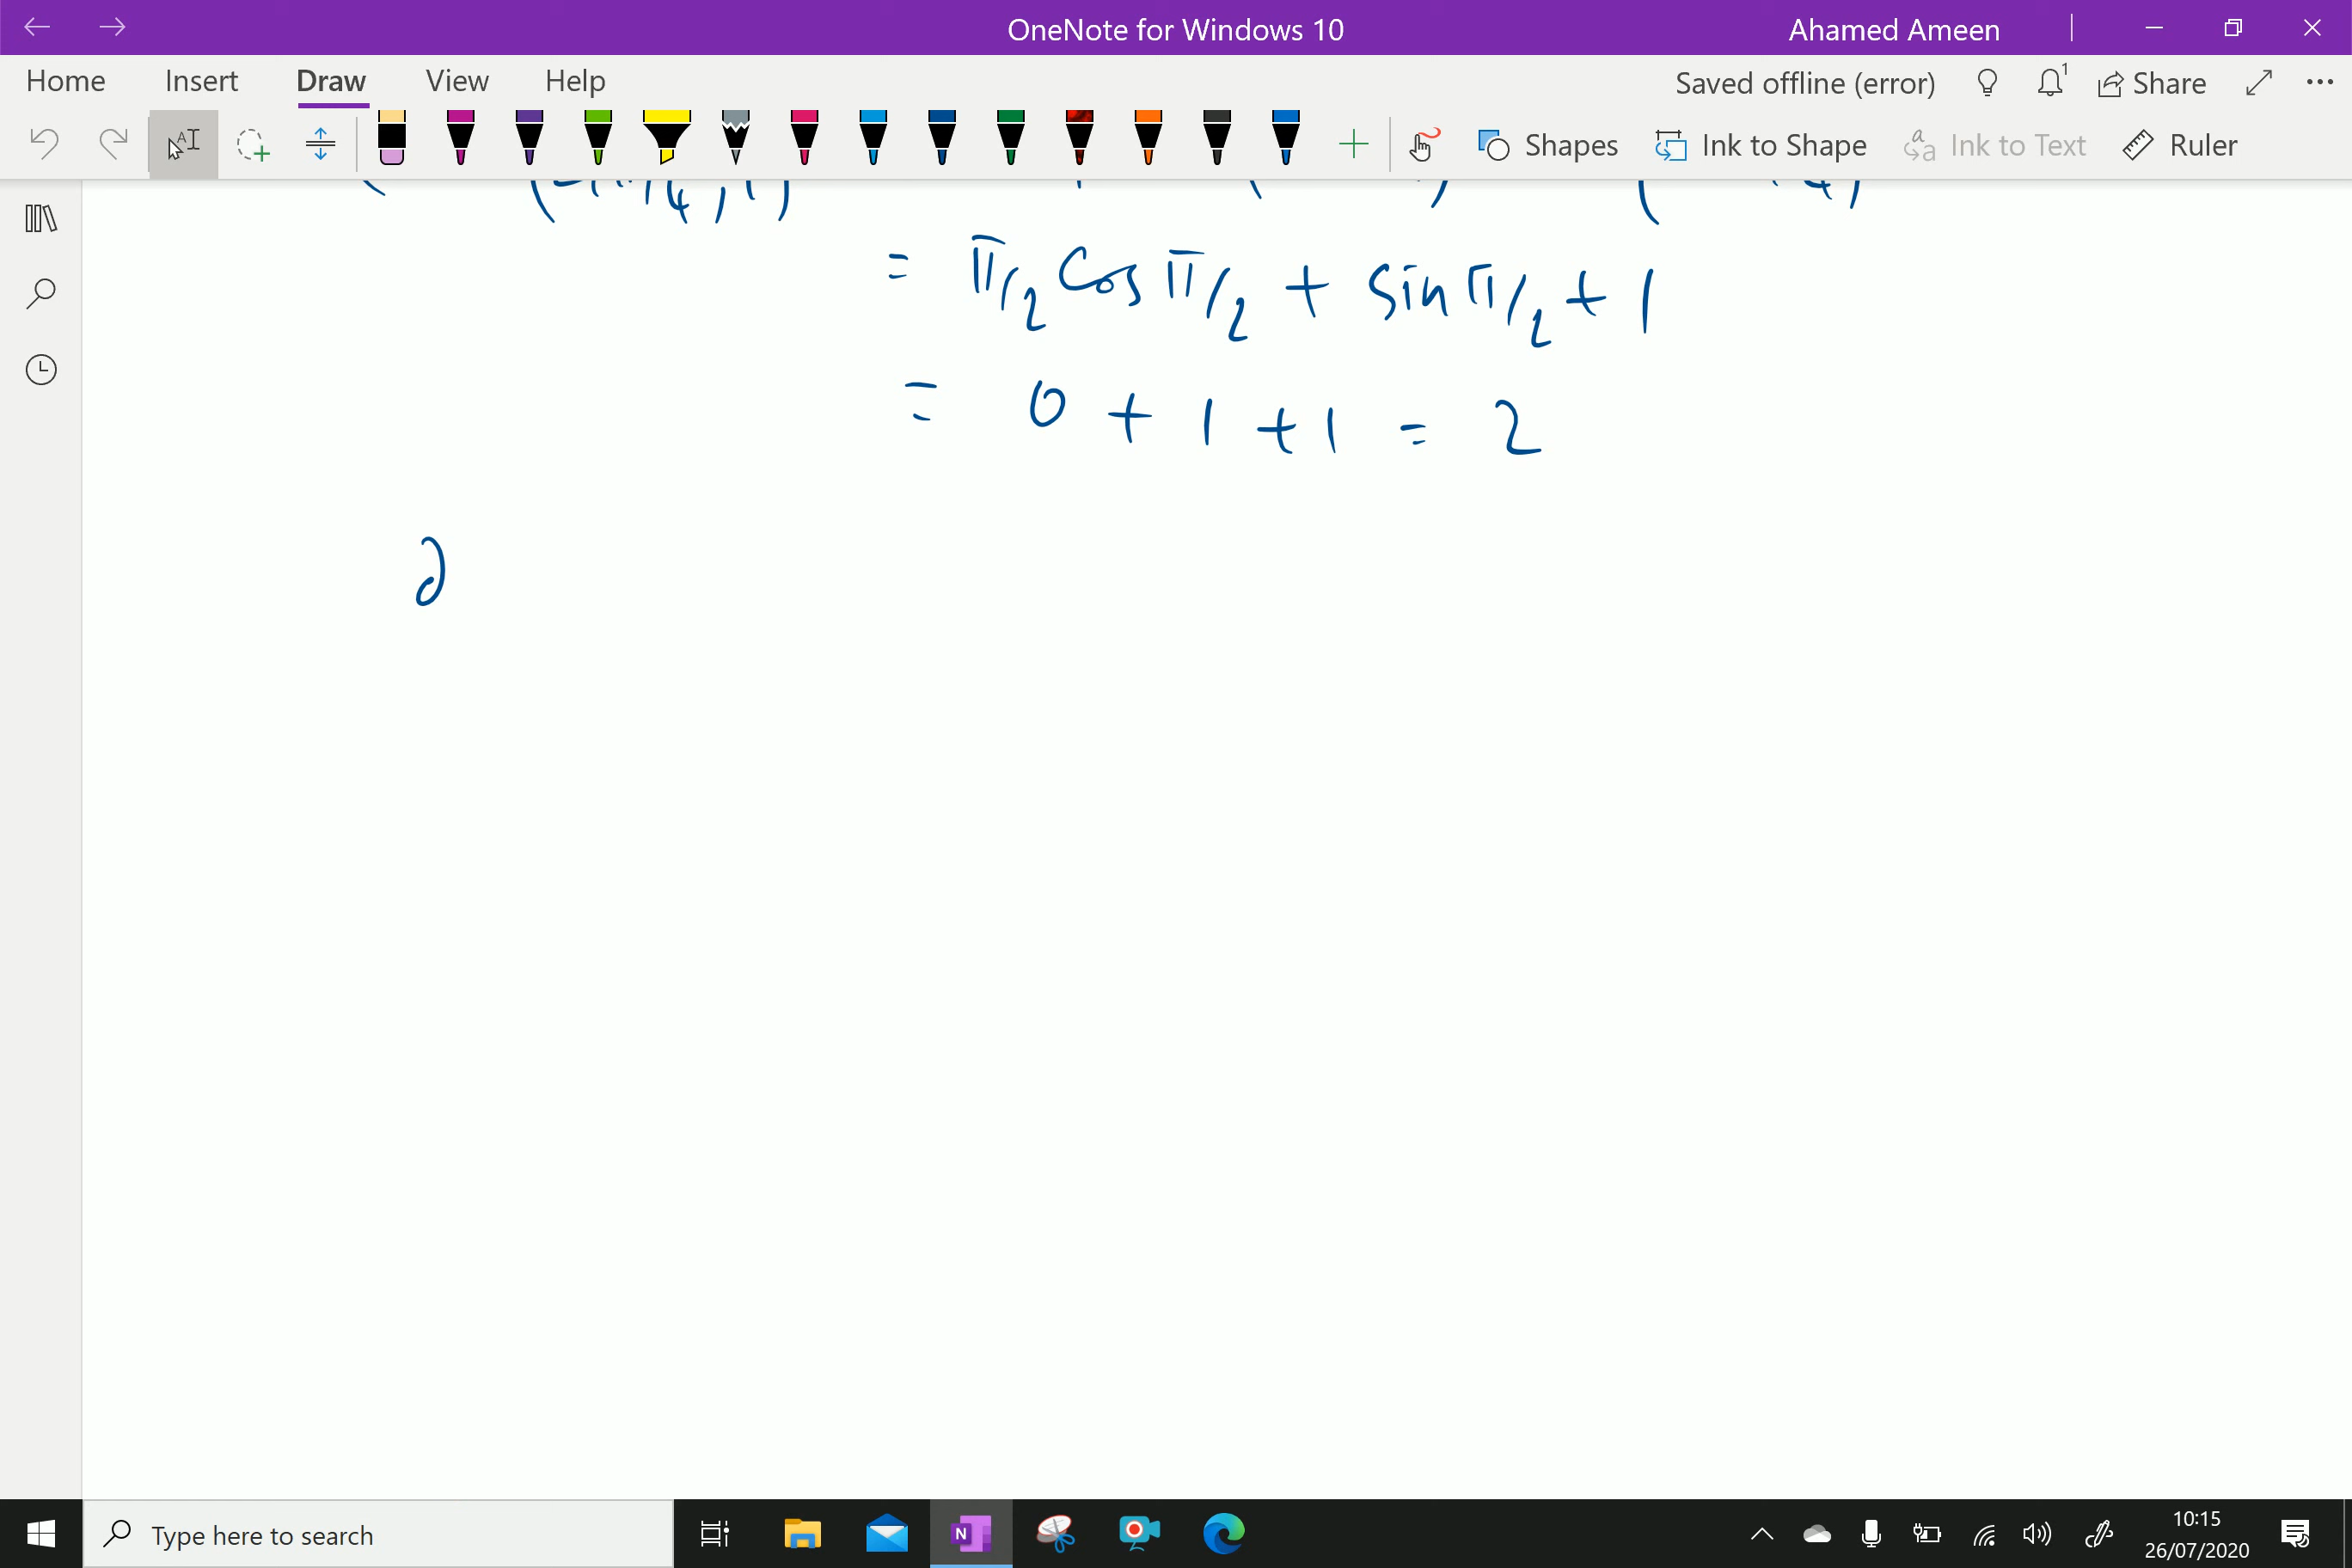 OneNote for Windows 10
Ahamed Ameen
Home Insert Draw View Help
Saved offline (error) 1 Share
Shapes Ink to Shape Ink to Text Ruler
= π/2 Cos π/2 + Sin π/2 + 1
= 0 + 1 + 1 = 2
∂
Type here to search
10:15
26/07/2020